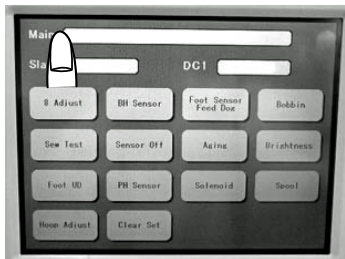 Main
Sla
DC1
8 Adjust
BH Sensor
Foot Sensor
Feed Dog
Bobbin
Sew Test
Sensor Off
Aging
Brightness
Foot UD
PH Sensor
Solenoid
Spool
Hoop Adjust
Clear Set